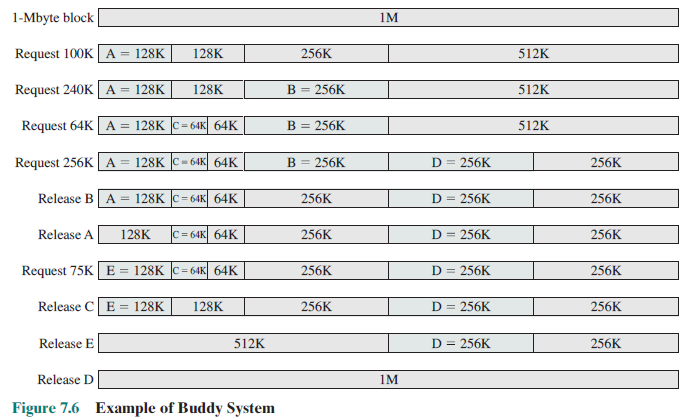 1-Mbyte block 1M
Request 100K A = 128K 128K 256K 512K
Request 240K A = 128K 128K B = 256K 512K
Request 64K A = 128K C = 64K 64K B = 256K 512K
Request 256K A = 128K C = 64K 64K B = 256K D = 256K 256K
Release B A = 128K C = 64K 64K 256K D = 256K 256K
Release A 128K C = 64K 64K 256K D = 256K 256K
Request 75K E = 128K C = 64K 64K 256K D = 256K 256K
Release C E = 128K 128K 256K D = 256K 256K
Release E 512K D = 256K 256K
Release D 1M
Figure 7.6 Example of Buddy System